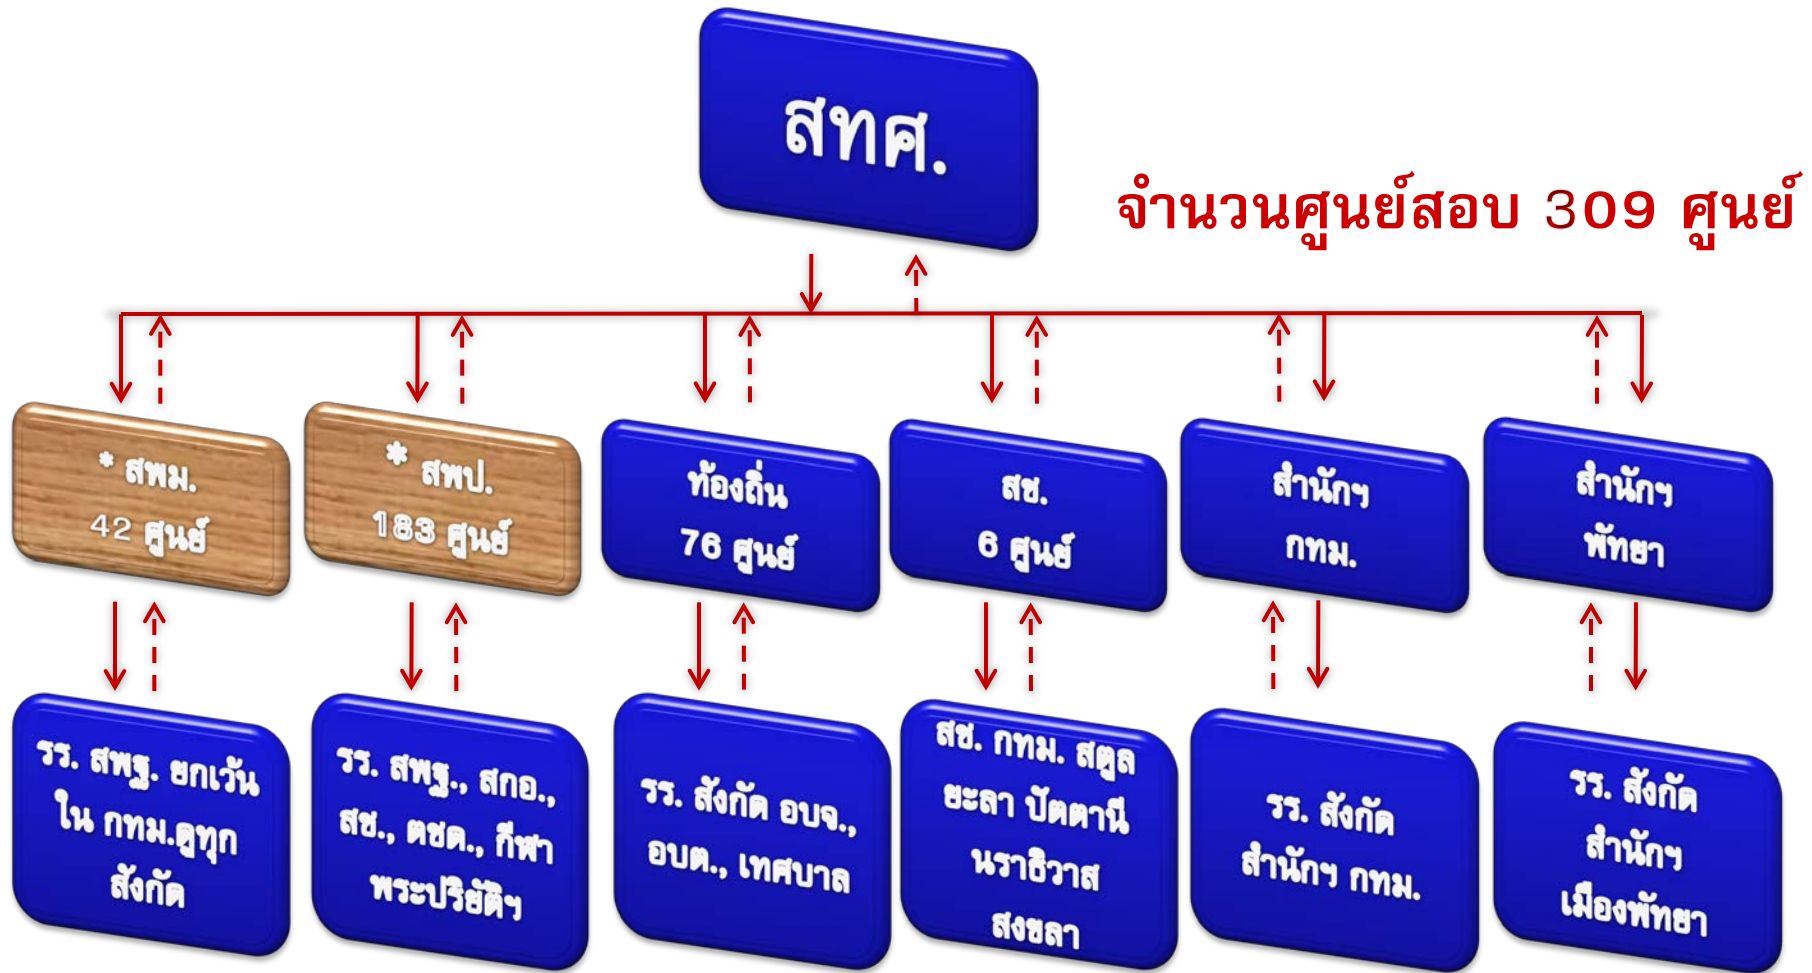 สทศ.
จำนวนศูนย์สอบ 309 ศูนย์
* สพม.
42 ศูนย์
* สพป.
183 ศูนย์
ท้องถิ่น
76 ศูนย์
สช.
6 ศูนย์
สำนักฯ
กทม.
สำนักฯ
พัทยา
รร. สพฐ. ยกเว้น
ใน กทม.ดูทุก
สังกัด
รร. สพฐ., สกอ.,
สช., ตชด., กีฬา
พระปริยัติฯ
รร. สังกัด อบจ.,
อบต., เทศบาล
สช. กทม. สตูล
ยะลา ปัตตานี
นราธิวาส
สงขลา
รร. สังกัด
สำนักฯ กทม.
รร. สังกัด
สำนักฯ
เมืองพัทยา